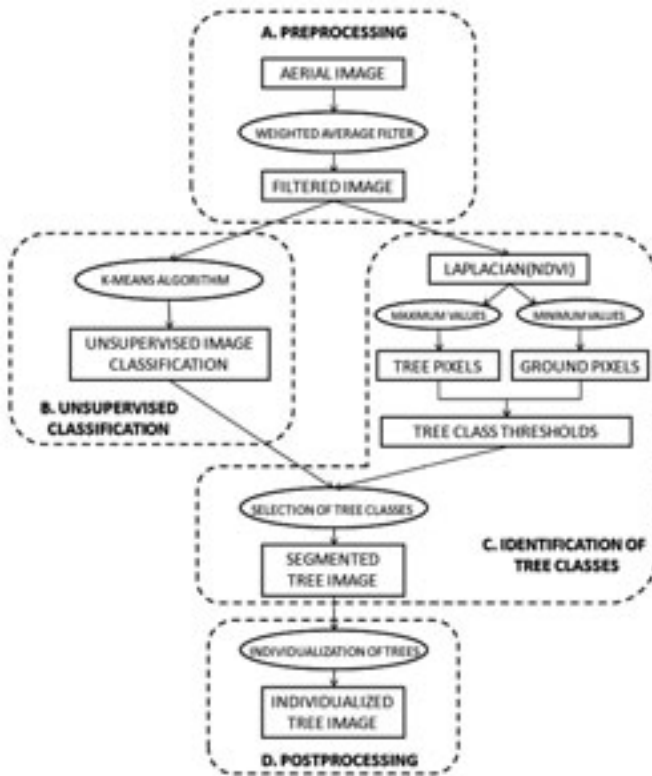 A. PREPROCESSING
AERIAL IMAGE
WEIGHTED AVERAGE FILTER
FILTERED IMAGE
K-MEANS ALGORITHM
UNSUPERVISED IMAGE
CLASSIFICATION
B. UNSUPERVISED
CLASSIFICATION
LAPLACIAN(NDVI)
MAXIMUM VALUES
MINIMUM VALUES
TREE PIXELS
GROUND PIXELS
TREE CLASS THRESHOLDS
SELECTION OF TREE CLASSES
SEGMENTED
TREE IMAGE
C. IDENTIFICATION OF
TREE CLASSES
INDIVIDUALIZATION OF TREES
INDIVIDUALIZED
TREE IMAGE
D. POSTPROCESSING